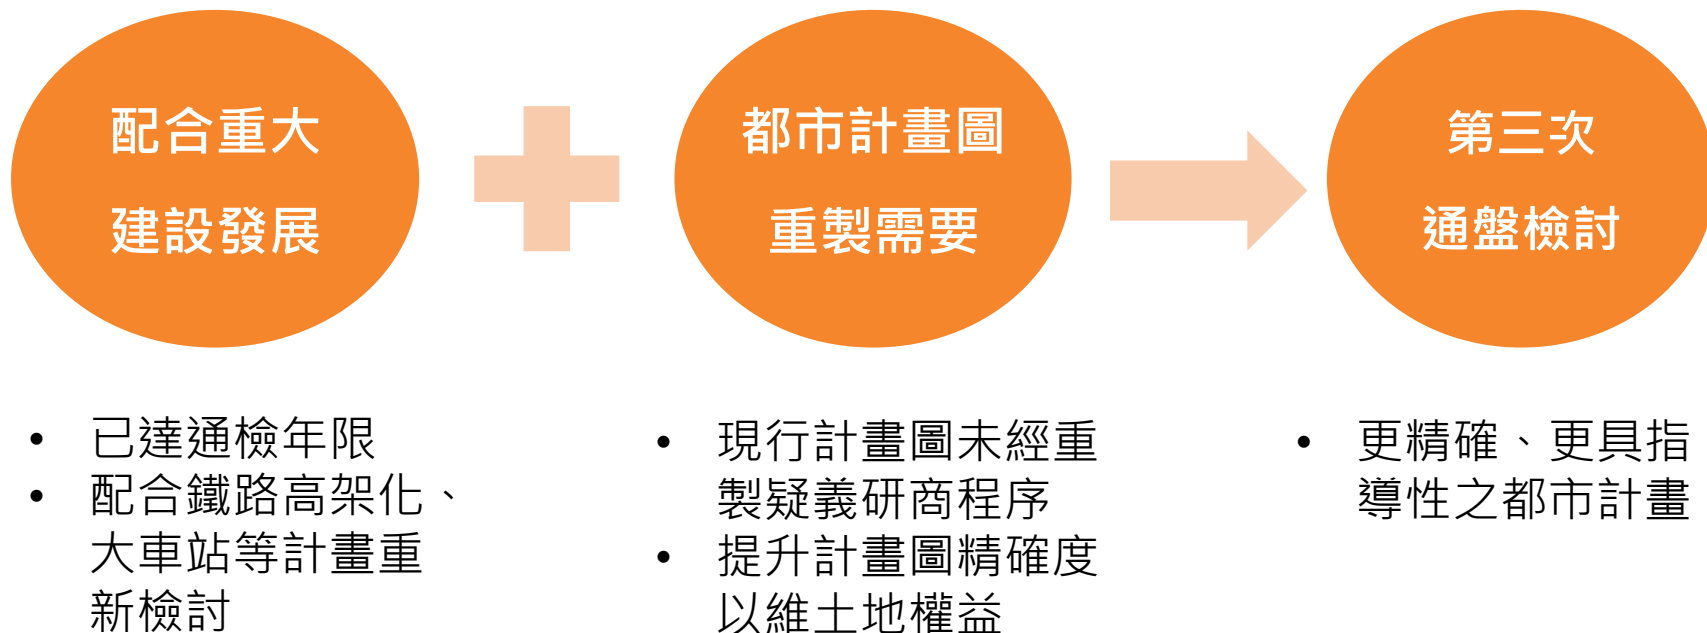 配合重大
建設發展
都市計畫圖
重製需要
第三次
通盤檢討
• 已達通檢年限
• 配合鐵路高架化、
大車站等計畫重
新檢討
• 現行計畫圖未經重
製疑義研商程序
• 提升計畫圖精確度
以維土地權益
• 更精確、更具指
導性之都市計畫